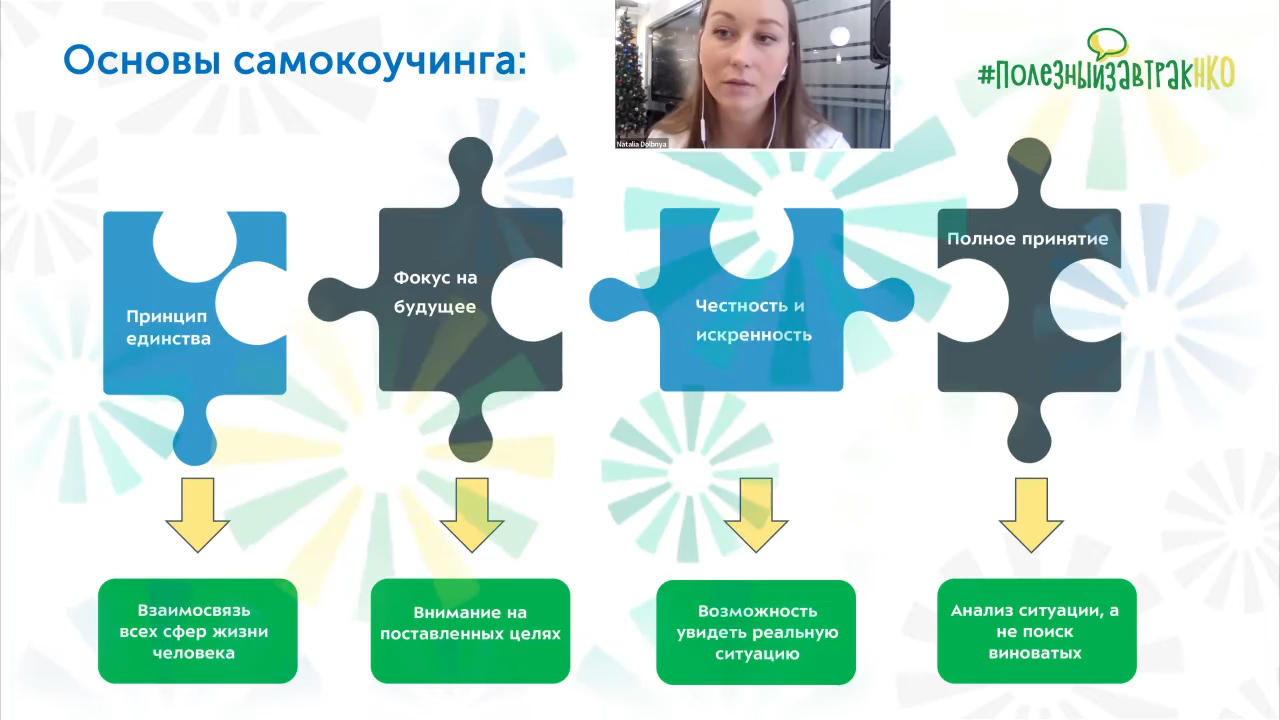 Основы самокоучинга:
Natalia Dolbnya
#ПОЛЕЗНЫЙЗАВТРАКНКО
Принцип
единства
Фокус на
будущее
Честность и
искренность
Полное принятие
Взаимосвязь
всех сфер жизни
человека
Внимание на
поставленных целях
Возможность
увидеть реальную
ситуацию
Анализ ситуации, а
не поиск
виноватых